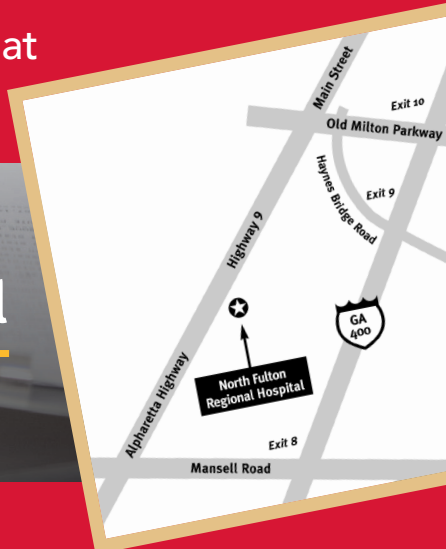 at
l
Main Street
Exit 10
Old Milton Parkway
Haynes Bridge Road
Exit 9
Highway 9
GA
400
North Fulton
Regional Hospital
Alpharetta Highway
Exit 8
Mansell Road